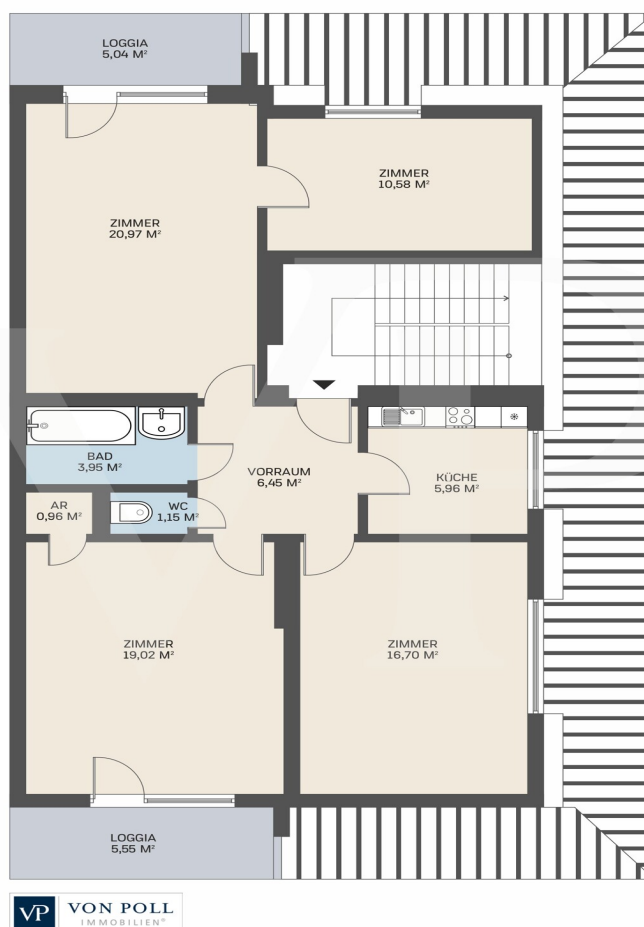 LOGGIA
5,04 M²
ZIMMER
10,58 M²
ZIMMER
20,97 M²
BAD
3,95 M²
VORRAUM
6,45 M²
KÜCHE
5,96 M²
AR
0,96 M²
WC
1,15 M²
ZIMMER
19,02 M²
ZIMMER
16,70 M²
LOGGIA
5,55 M²
VP
VON POLL
IMMOBILIEN®